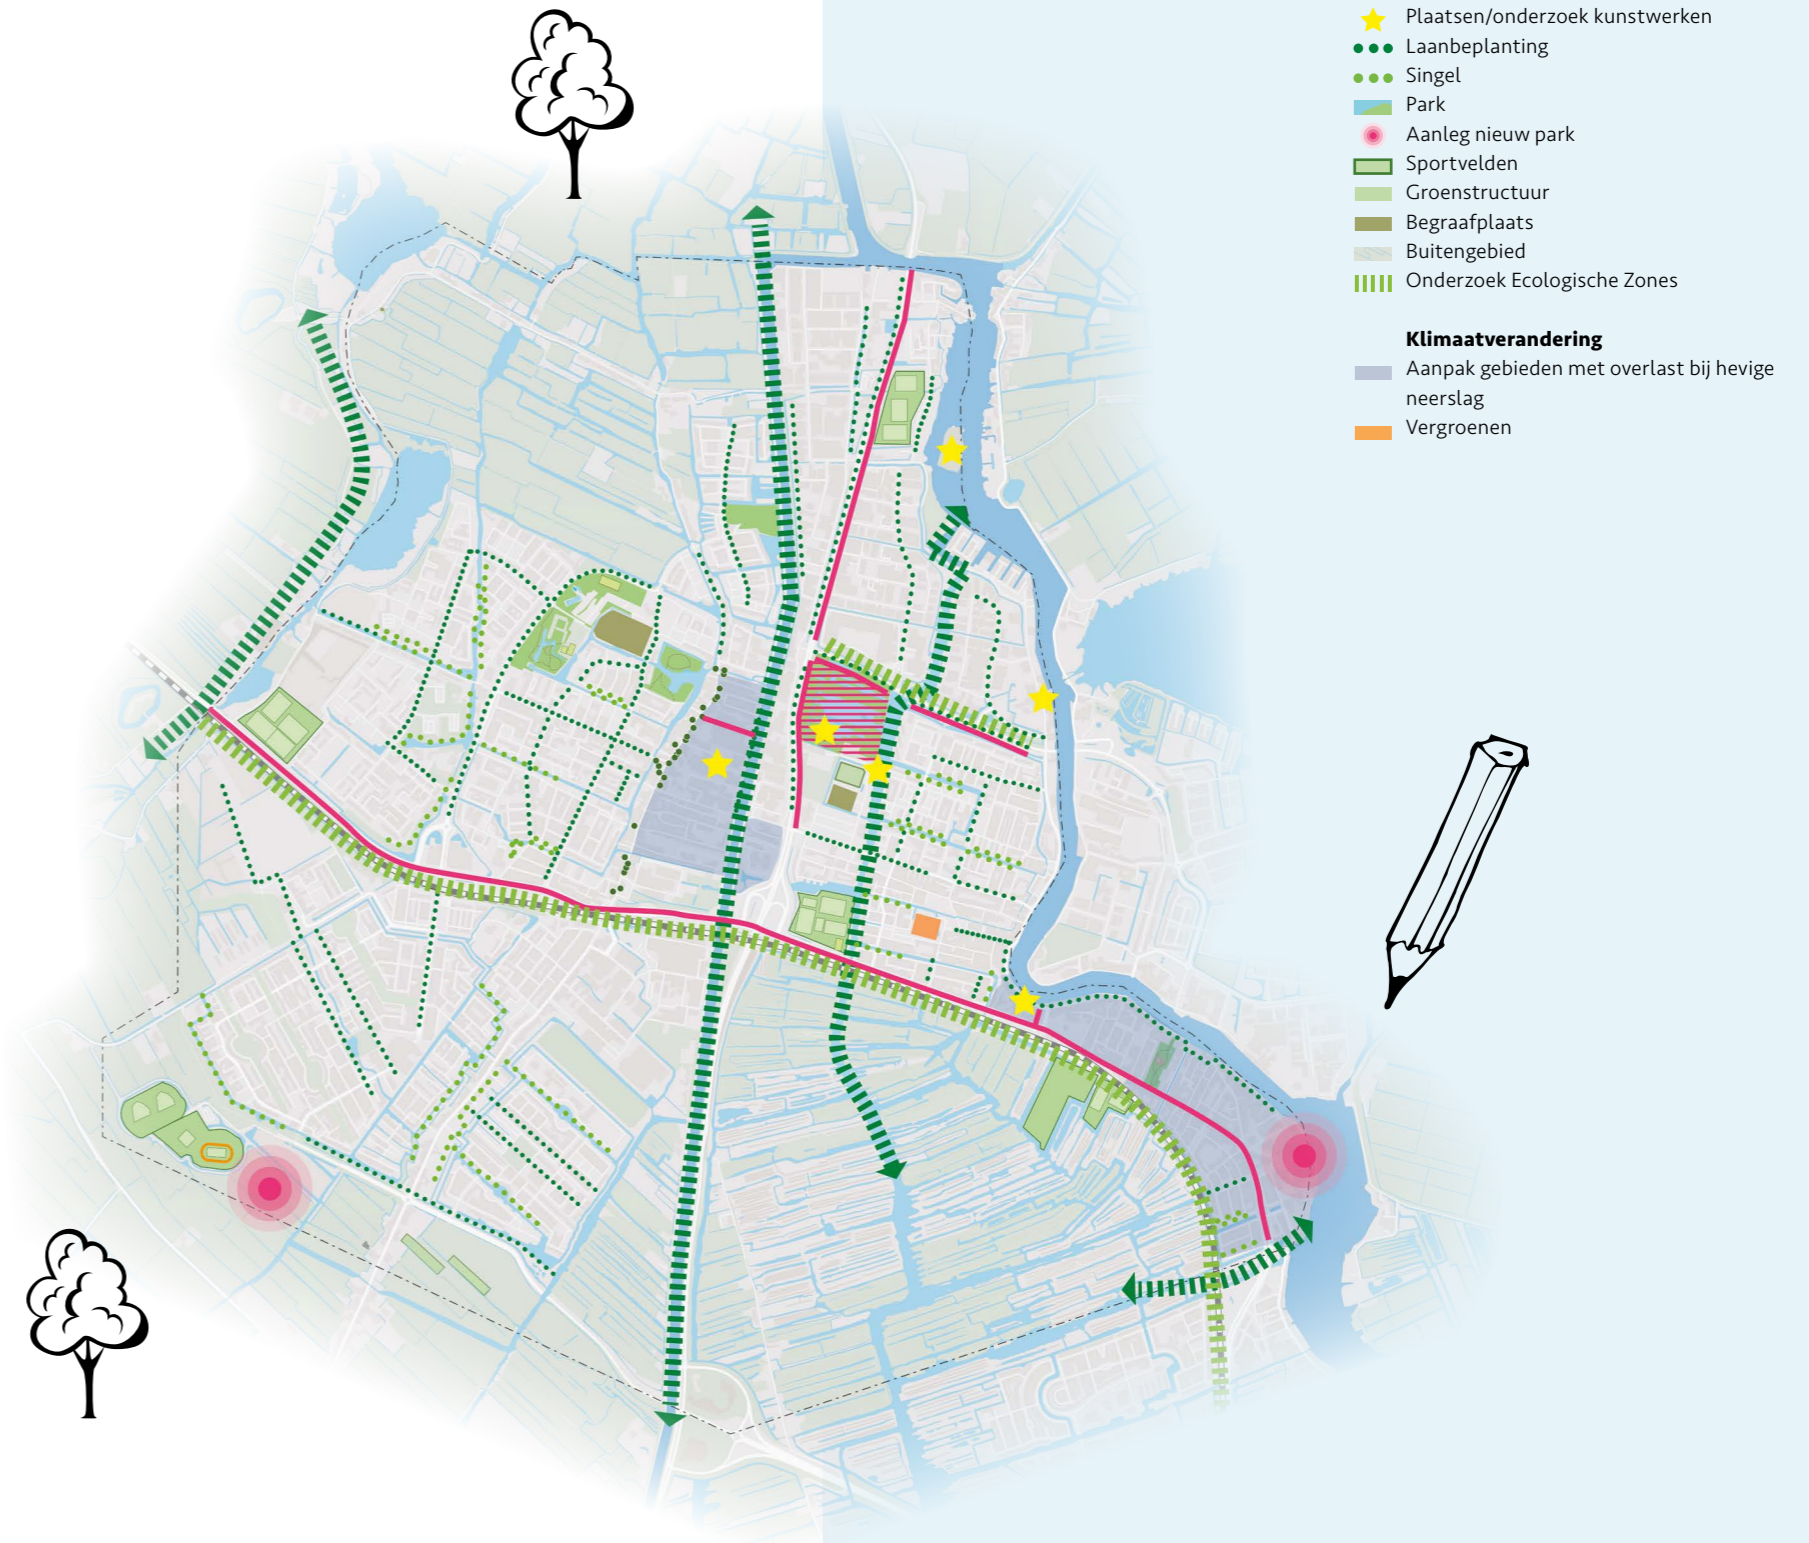 Plaatsen/onderzoek kunstwerken
Laanbeplanting
Singel
Park
Aanleg nieuw park
Sportvelden
Groenstructuur
Begraafplaats
Buitengebied
Onderzoek Ecologische Zones
Klimaatverandering
Aanpak gebieden met overlast bij hevige
neerslag
Vergroenen